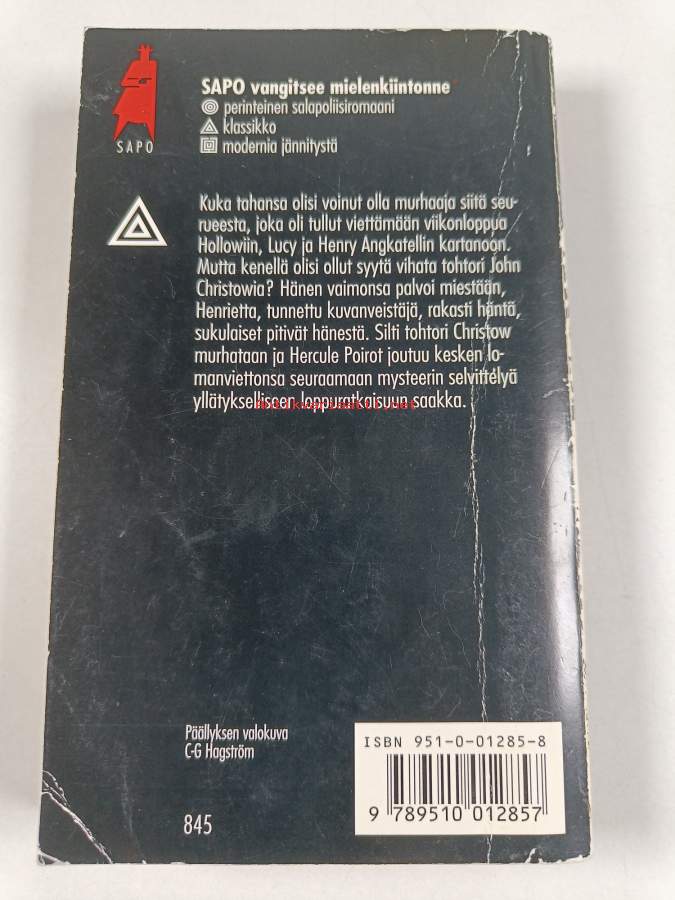 SAPO
SAPO vangitsee mielenkiintonne
perinteinen salapoliisiromaani
klassikko
modernia jännitystä
Kuka tahansa olisi voinut olla murhaaja siitä seu-
rueesta, joka oli tullut viettämään viikonloppua
Hollowiin, Lucy ja Henry Angkatellin kartanoon.
Mutta kenellä olisi ollut syytä vihata tohtori John
Christowia? Hänen vaimonsa palvoi miestään,
Henrietta, tunnettu kuvanveistäjä, rakasti häntä,
sukulaiset pitivät hänestä. Silti tohtori Christow
murhataan ja Hercule Poirot joutuu kesken lo-
manviettonsa seuraamaan mysteerin selvittelyä
yllätykselliseen loppuratkaisuun saakka.
Antikvariaatti.net
Päällyksen valokuva
C-G Hagström
845
ISBN 951-0-01285-8
9 789510 012857